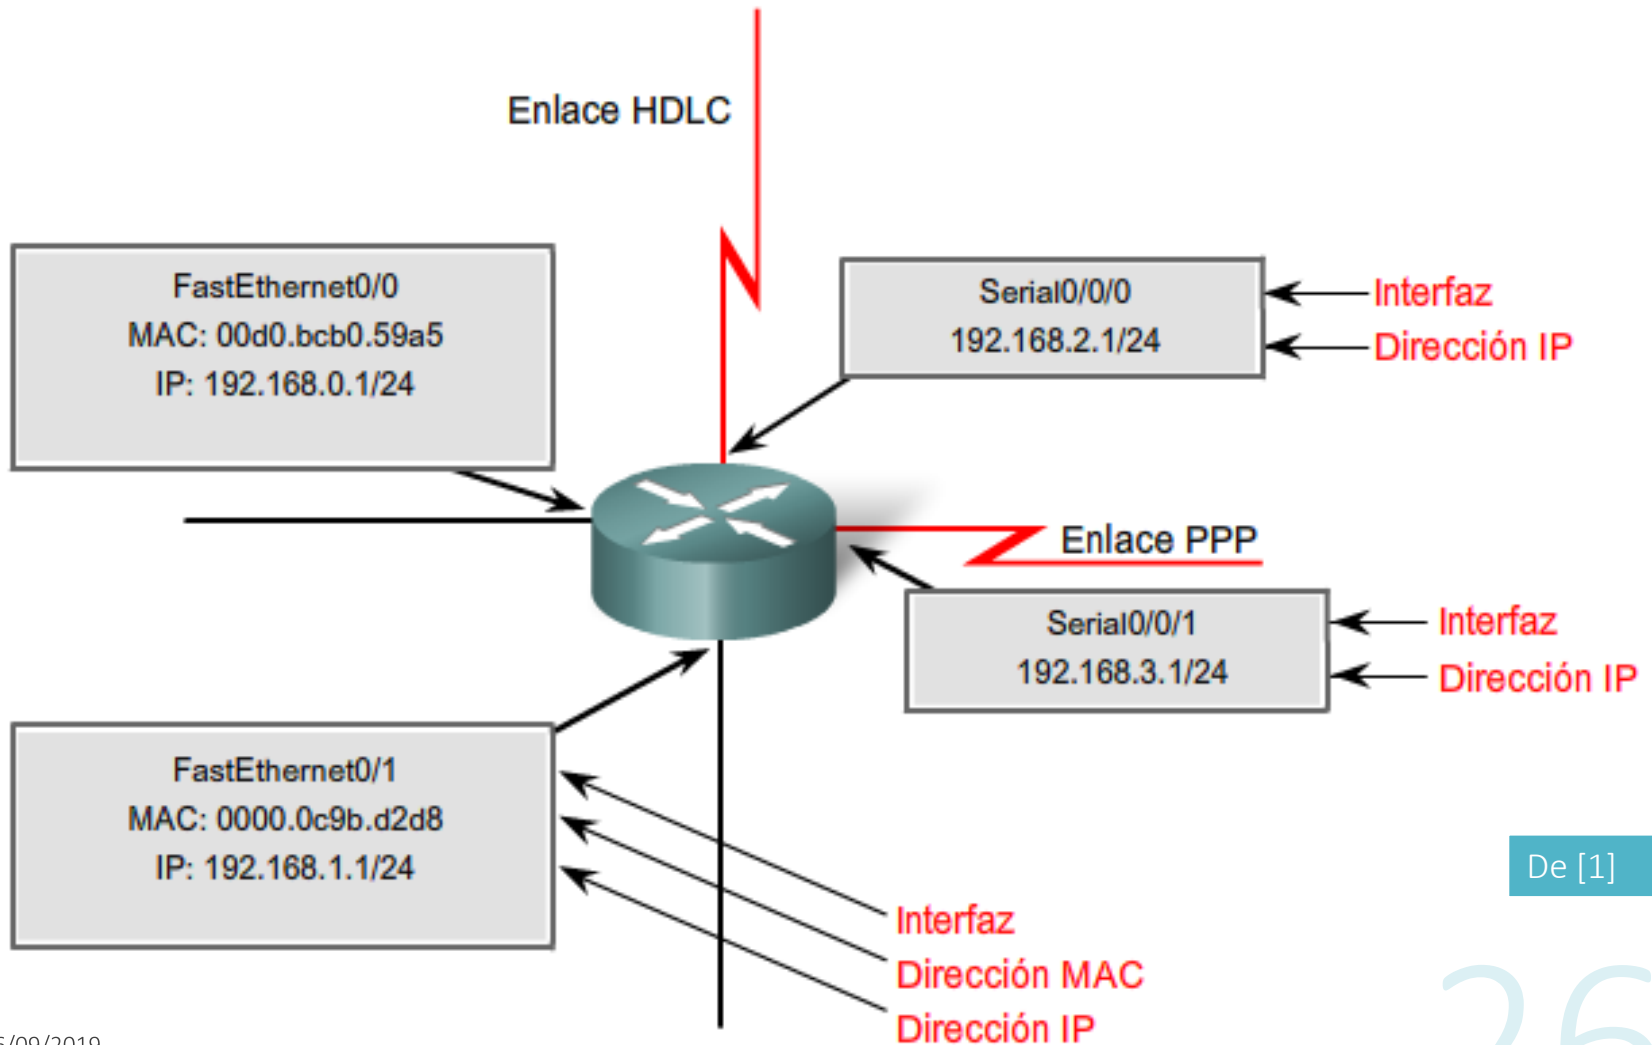 Enlace HDLC
FastEthernet0/0
MAC: 00d0.bcb0.59a5
IP: 192.168.0.1/24
Serial0/0/0
192.168.2.1/24
Interfaz
Dirección IP
Enlace PPP
Serial0/0/1
192.168.3.1/24
Interfaz
Dirección IP
FastEthernet0/1
MAC: 0000.0c9b.d2d8
IP: 192.168.1.1/24
Interfaz
Dirección MAC
Dirección IP
De [1]
26
/09/2019